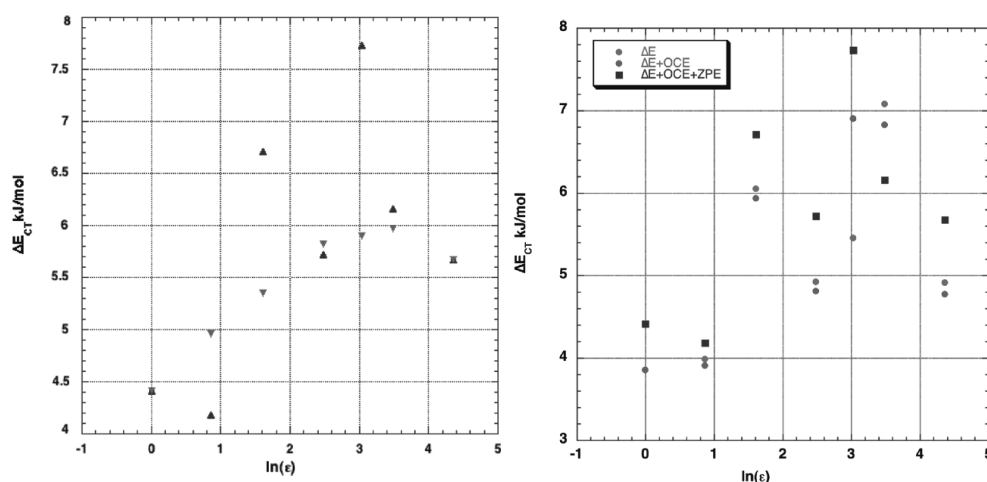 8
7.5
7
6.5
6
5.5
5
4.5
4
ΔE_CT kJ/mol
-1 0 1 2 3 4 5
ln(ε)
8
7
6
5
4
3
ΔE_CT kJ/mol
ΔE
ΔE+OCE
ΔE+OCE+ZPE
-1 0 1 2 3 4 5
ln(ε)